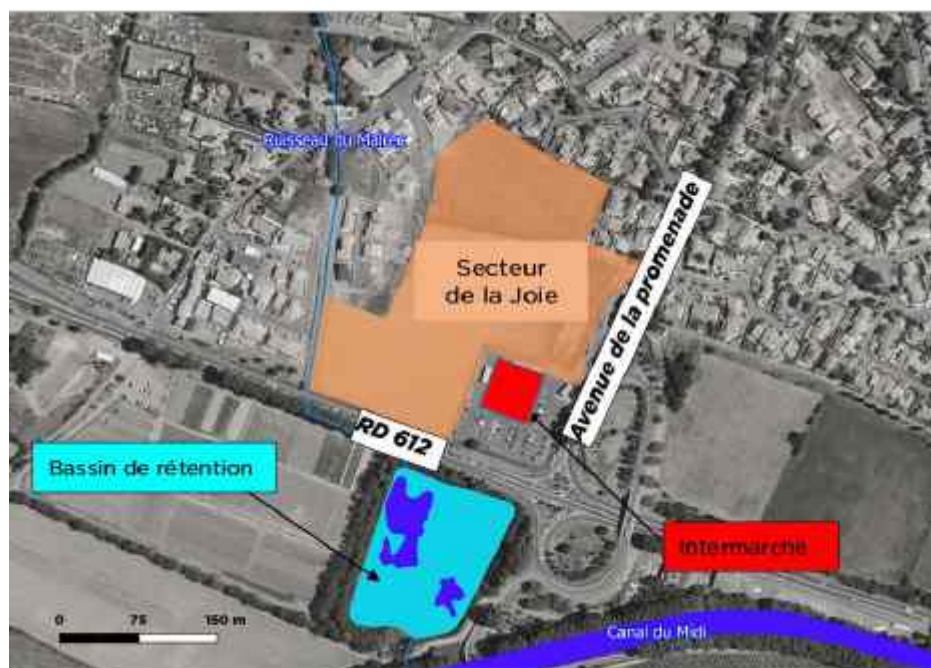 Ruisseau du Malrec
Secteur
de la Joie
Avenue de la promenade
RD 612
Bassin de rétention
Intermarche
0 75 150 m
Canal du Midi